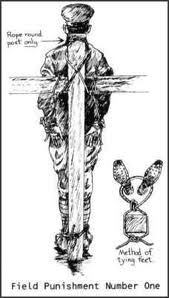 Rope round
post only.
Method of
tying feet.
Field Punishment Number One